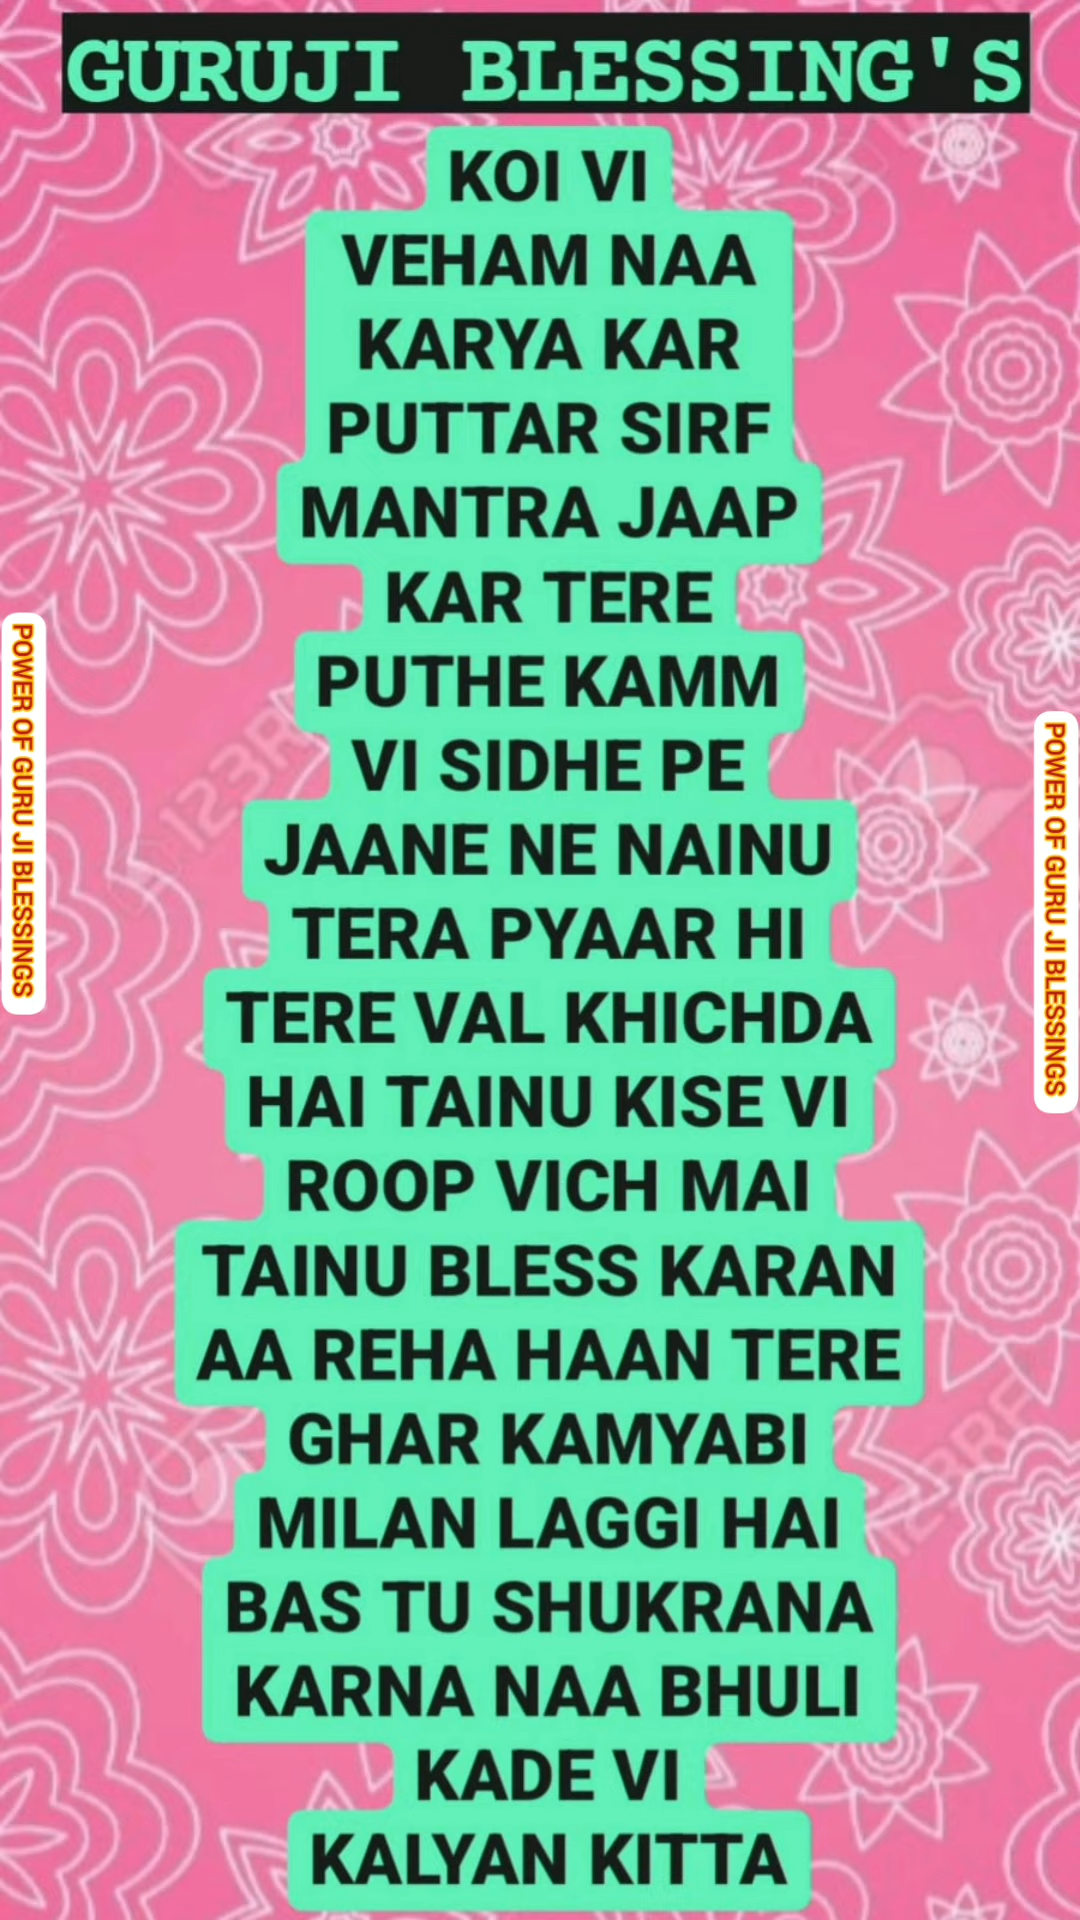 GURUJI BLESSING'S
KOI VI
VEHAM NAA
KARYA KAR
PUTTAR SIRF
MANTRA JAAP
KAR TERE
PUTHE KAMM
VI SIDHE PE
JAANE NE NAINU
TERA PYAAR HI
TERE VAL KHICHDA
HAI TAINU KISE VI
ROOP VICH MAI
TAINU BLESS KARAN
AA REHA HAAN TERE
GHAR KAMYABI
MILAN LAGGI HAI
BAS TU SHUKRANA
KARNA NAA BHULI
KADE VI
KALYAN KITTA
POWER OF GURU JI BLESSINGS
POWER OF GURU JI BLESSINGS